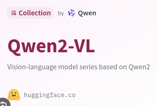 Collection by Qwen
Qwen2-VL
Vision-language model series based on Qwen2
huggingface.co